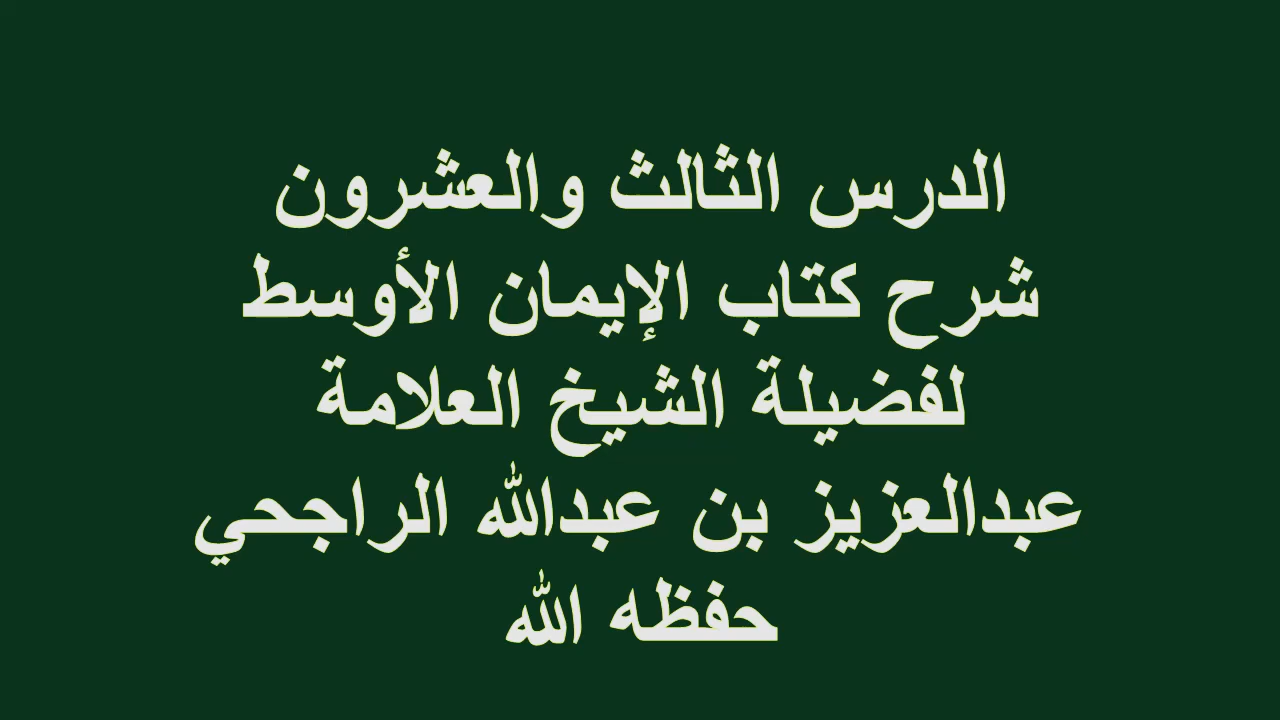 الدرس الثالث والعشرون
شرح كتاب الإيمان الأوسط
لفضيلة الشيخ العلامة
عبدالعزيز بن عبدالله الراجحي
حفظه الله